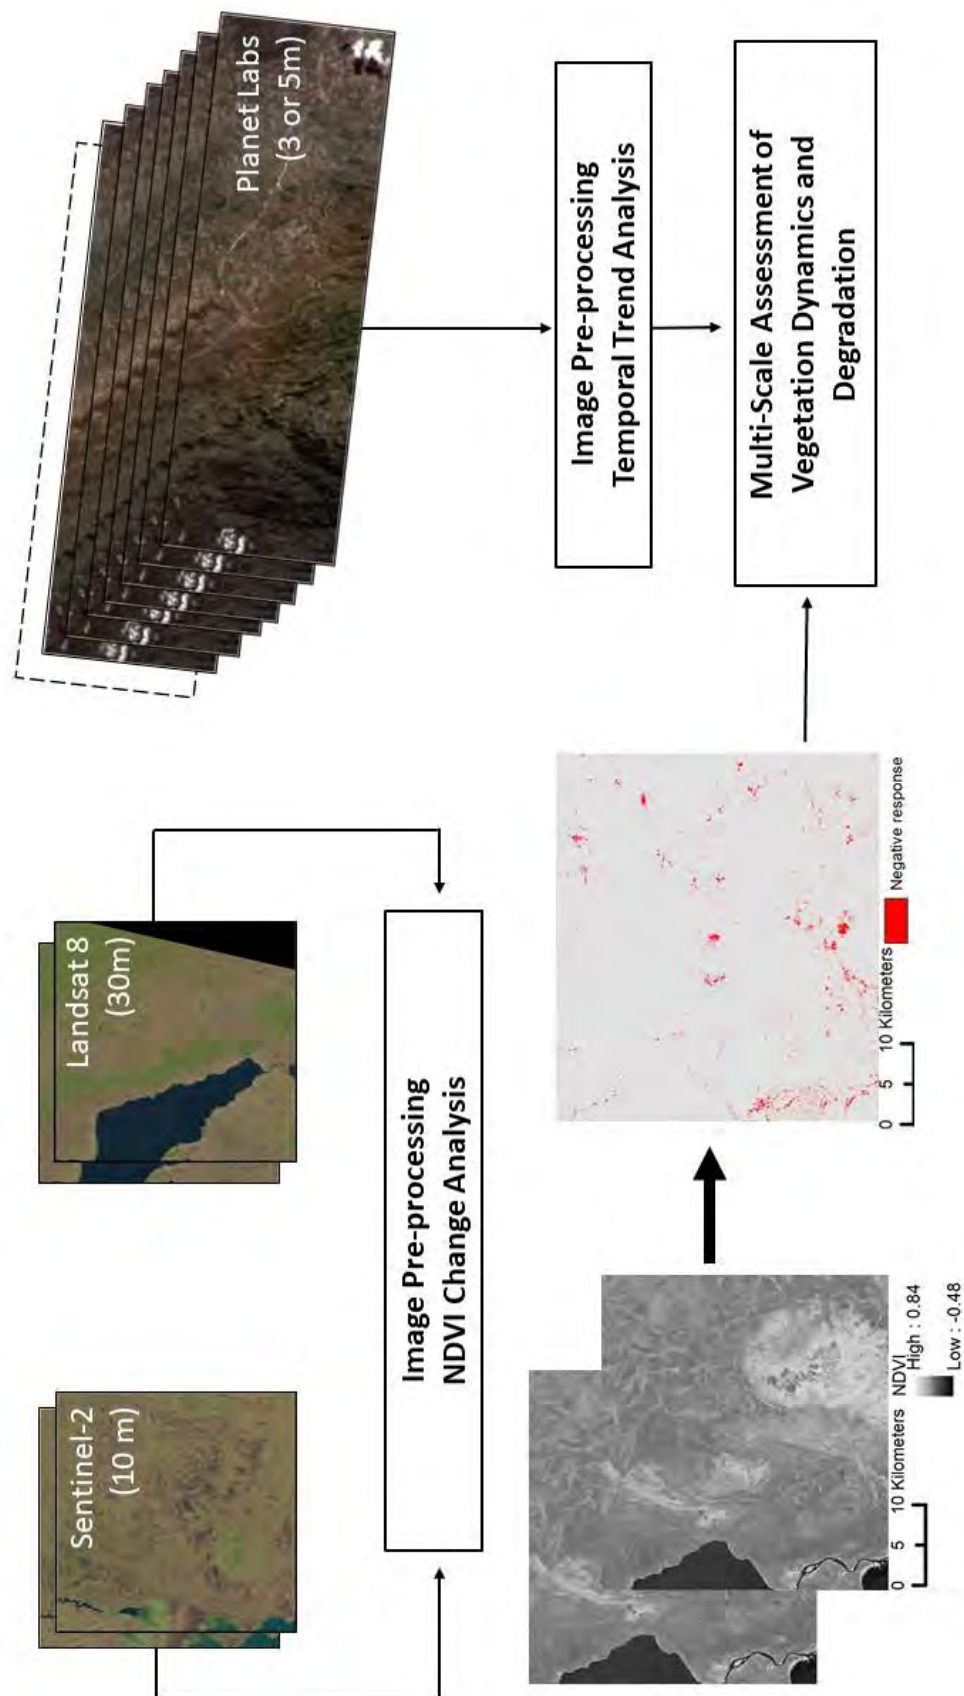 Sentinel-2
(10 m)
Landsat 8
(30m)
Planet Labs
(3 or 5m)
Image Pre-processing
NDVI Change Analysis
Image Pre-processing
Temporal Trend Analysis
Multi-Scale Assessment of
Vegetation Dynamics and
Degradation
0 5 10 Kilometers
NDVI
High : 0.84
Low : -0.48
0 5 10 Kilometers
Negative response